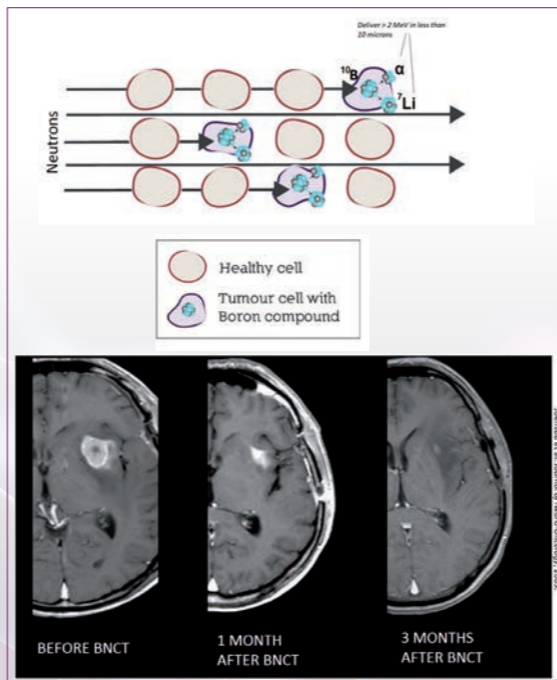 Deliver > 2 MeV in less than
10 microns
¹⁰B
α
⁷Li
Neutrons
Healthy cell
Tumour cell with
Boron compound
BEFORE BNCT
1 MONTH
AFTER BNCT
3 MONTHS
AFTER BNCT